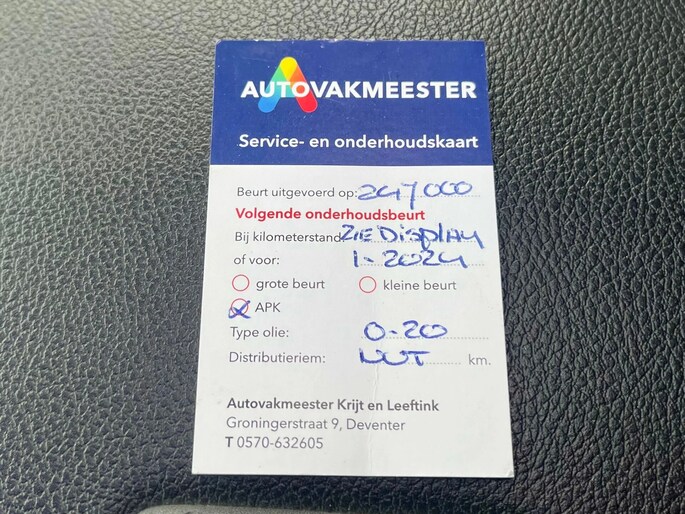 AUTOVAKMEESTER
Service- en onderhoudskaart
Beurt uitgevoerd op: 247000
Volgende onderhoudsbeurt
Bij kilometerstand: ZIE DISPLAY
of voor: 1-2024
grote beurt kleine beurt
APK
Type olie: 0-20
Distributieriem: km.
Autovakmeester Krijt en Leeftink
Groningerstraat 9, Deventer
T 0570-632605